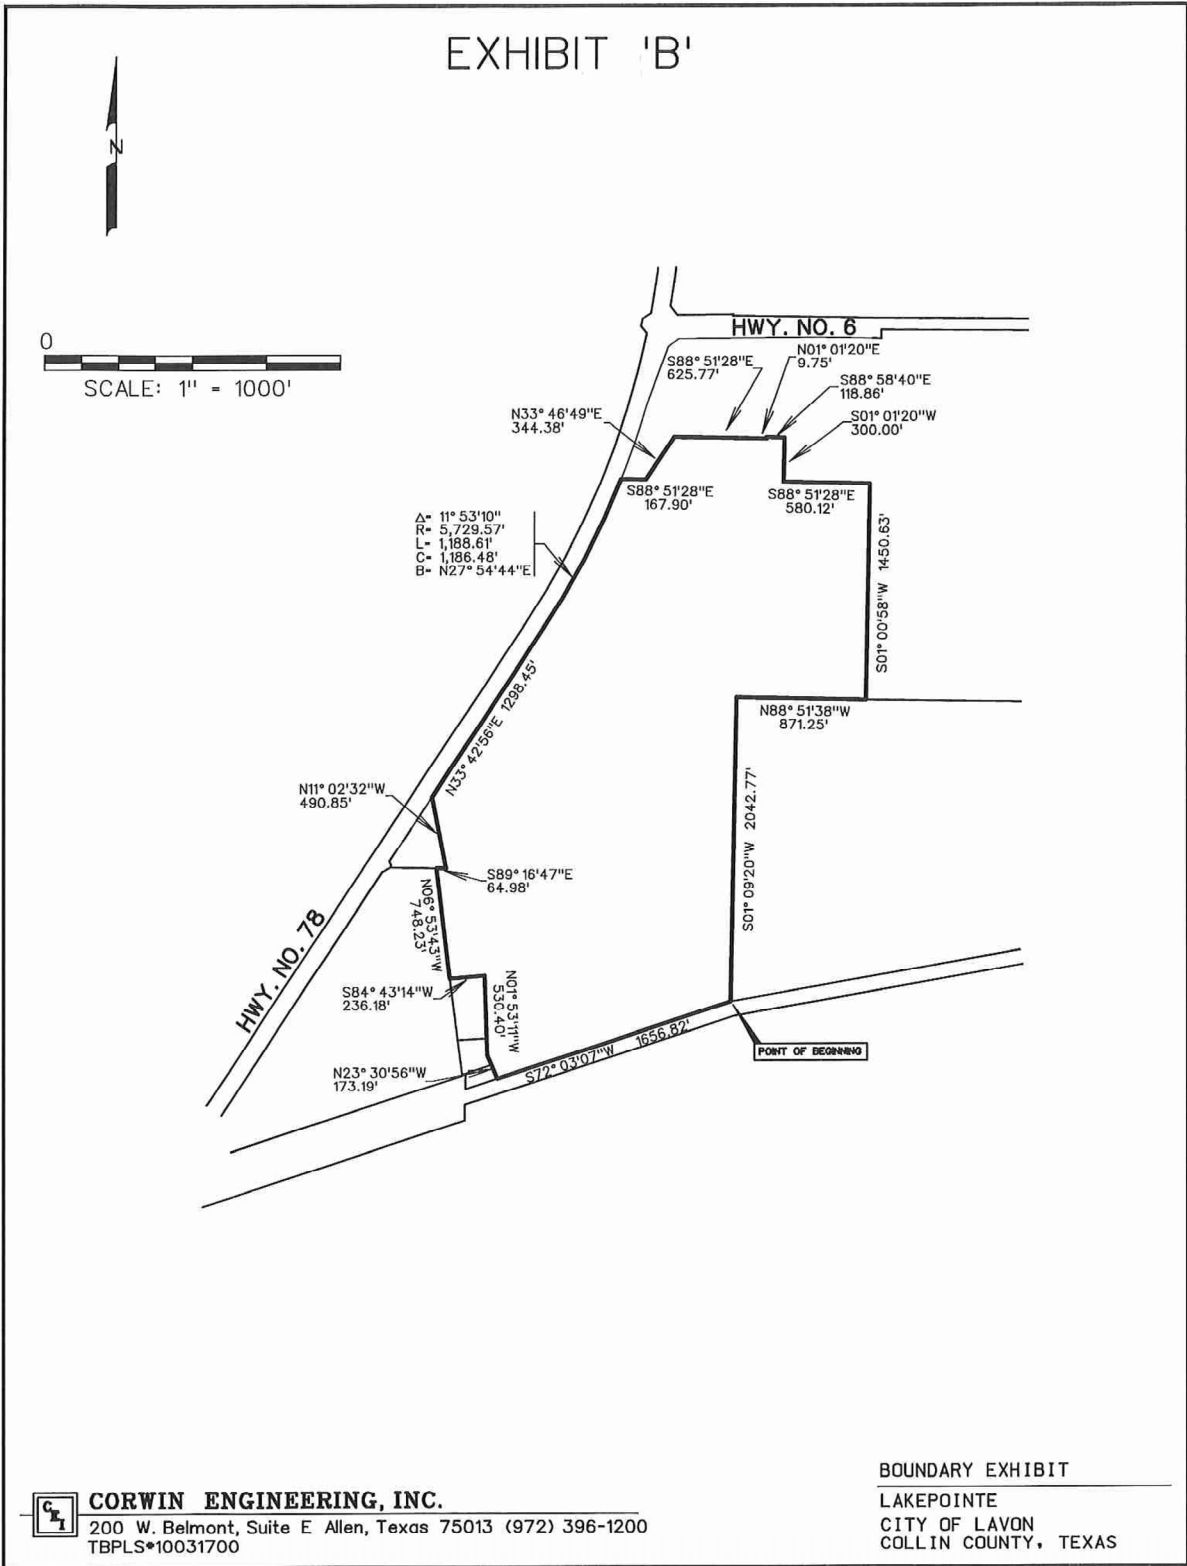 EXHIBIT 'B'
N
0
SCALE: 1" = 1000'
HWY. NO. 6
S88° 51'28"E
625.77'
N01° 01'20"E
9.75'
S88° 58'40"E
118.86'
S01° 01'20"W
300.00'
N33° 46'49"E
344.38'
S88° 51'28"E
167.90'
S88° 51'28"E
580.12'
Δ= 11° 53'10"
R= 5,729.57'
L= 1,188.61'
C= 1,186.48'
B= N27° 54'44"E
S01° 00'58"W 1450.63'
N33° 42'56"E 1298.45'
N88° 51'38"W
871.25'
N11° 02'32"W
490.85'
S01° 09'20"W 2042.77'
S89° 16'47"E
64.98'
N06° 53'43"W
748.23'
HWY. NO. 78
S84° 43'14"W
236.18'
N01° 53'11"W
530.40'
N23° 30'56"W
173.19'
S72° 03'07"W 1656.82'
POINT OF BEGINNING
BOUNDARY EXHIBIT
LAKEPOINTE
CITY OF LAVON
COLLIN COUNTY, TEXAS
CEI
CORWIN ENGINEERING, INC.
200 W. Belmont, Suite E Allen, Texas 75013 (972) 396-1200
TBPLS#10031700